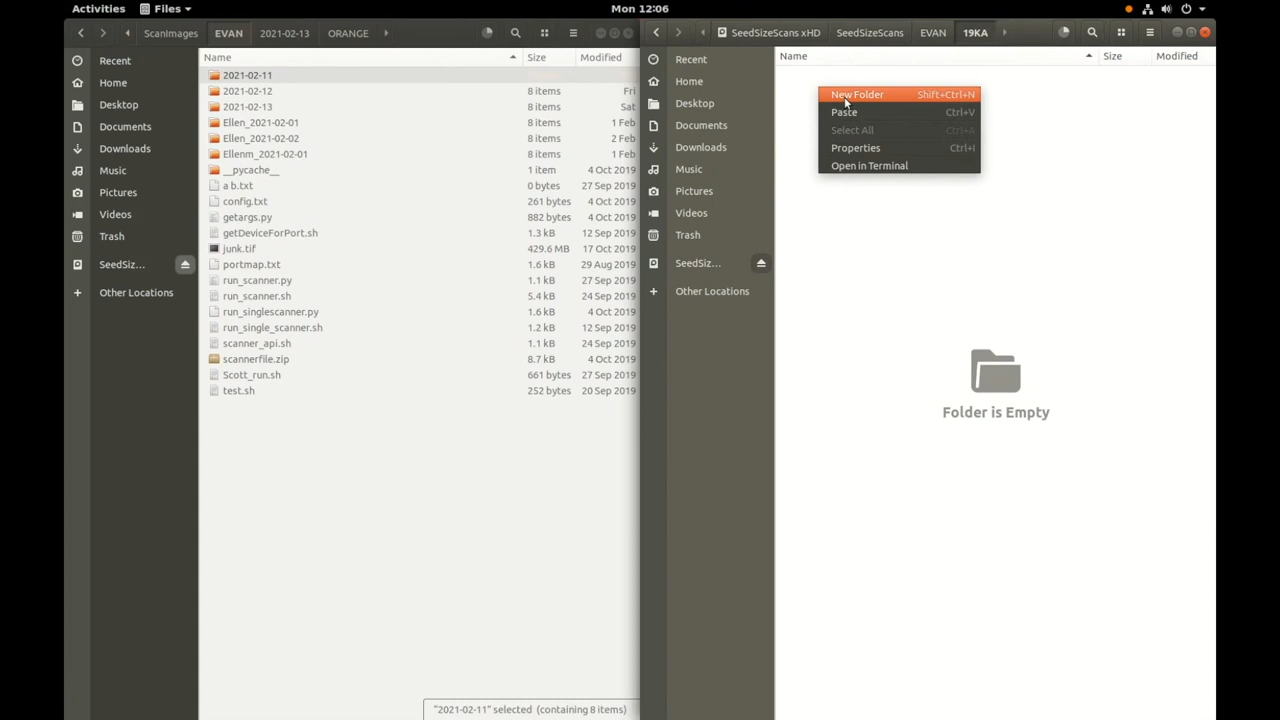 Activities Files Mon 12:06
ScanImages EVAN 2021-02-13 ORANGE
Recent
Home
Desktop
Documents
Downloads
Music
Pictures
Videos
Trash
SeedSiz...
Other Locations
Name Size Modified
2021-02-11
2021-02-12 8 items Fri
2021-02-13 8 items Sat
Ellen_2021-02-01 8 items 1 Feb
Ellen_2021-02-02 8 items 2 Feb
Ellenm_2021-02-01 8 items 1 Feb
__pycache__ 1 item 4 Oct 2019
a b.txt 0 bytes 27 Sep 2019
config.txt 261 bytes 4 Oct 2019
getargs.py 882 bytes 4 Oct 2019
getDeviceForPort.sh 1.3 kB 27 Sep 2019
junk.tif 429.6 MB 17 Oct 2019
portmap.txt 1.6 kB 29 Aug 2019
run_scanner.py 1.1 kB 27 Sep 2019
run_scanner.sh 5.4 kB 24 Sep 2019
run_singlescanner.py 1.6 kB 4 Oct 2019
run_single_scanner.sh 1.2 kB 12 Sep 2019
scanner_api.sh 1.1 kB 24 Sep 2019
scannerfile.zip 8.7 kB 4 Oct 2019
Scott_run.sh 661 bytes 27 Sep 2019
test.sh 252 bytes 20 Sep 2019
"2021-02-11" selected (containing 8 items)
SeedSizeScans xHD SeedSizeScans EVAN 19KA
Recent
Home
Desktop
Documents
Downloads
Music
Pictures
Videos
Trash
SeedSiz...
Other Locations
Name Size Modified
New Folder Shift+Ctrl+N
Paste Ctrl+V
Select All Ctrl+A
Properties Ctrl+I
Open in Terminal
Folder is Empty